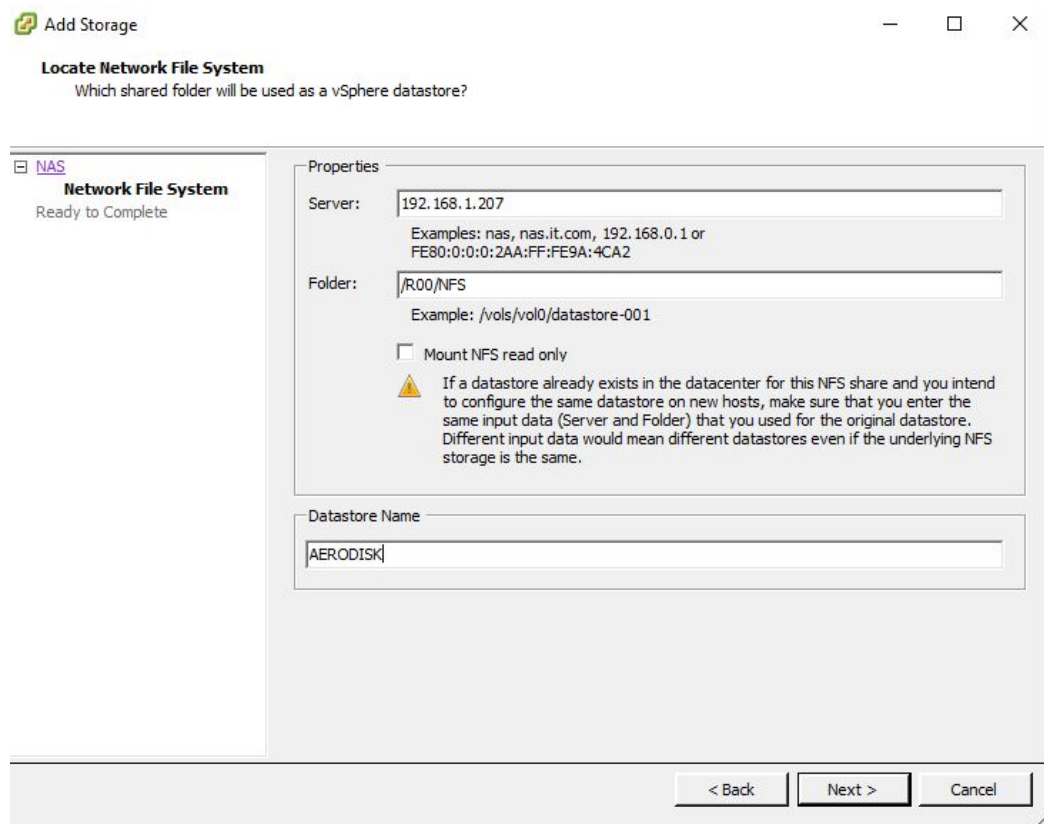 Add Storage
Locate Network File System
Which shared folder will be used as a vSphere datastore?
NAS
Network File System
Ready to Complete
Properties
Server: 192.168.1.207
Examples: nas, nas.it.com, 192.168.0.1 or
FE80:0:0:0:2AA:FF:FE9A:4CA2
Folder: /R00/NFS
Example: /vols/vol0/datastore-001
Mount NFS read only
If a datastore already exists in the datacenter for this NFS share and you intend
to configure the same datastore on new hosts, make sure that you enter the
same input data (Server and Folder) that you used for the original datastore.
Different input data would mean different datastores even if the underlying NFS
storage is the same.
Datastore Name
AERODISK
< Back Next > Cancel